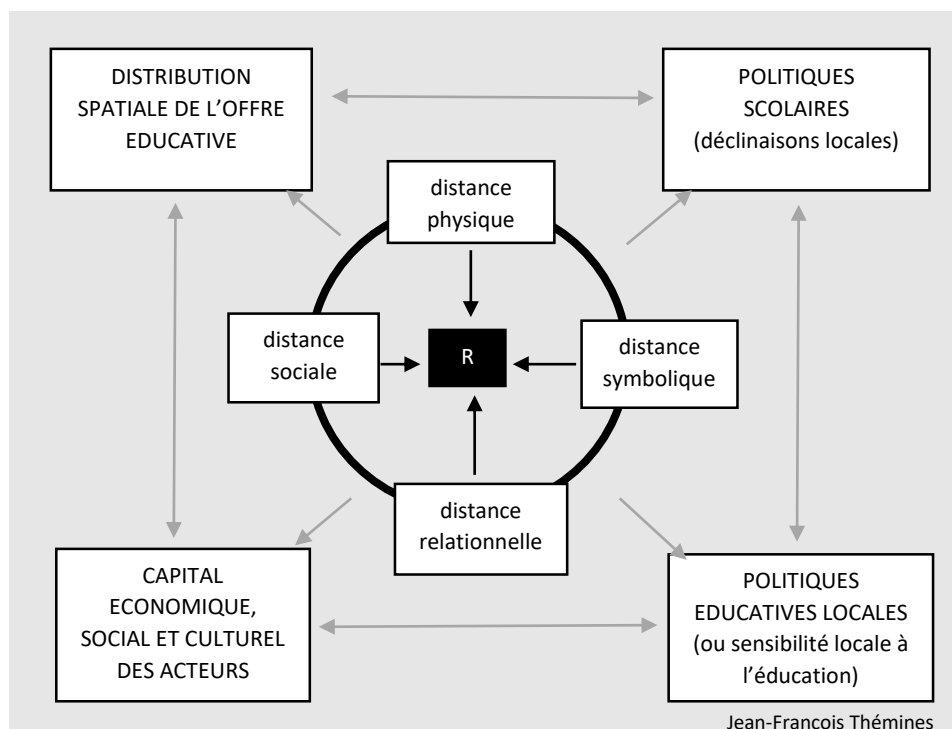 DISTRIBUTION
SPATIALE DE L'OFFRE
EDUCATIVE
POLITIQUES
SCOLAIRES
(déclinaisons locales)
distance
physique
distance
sociale
R
distance
symbolique
distance
relationnelle
CAPITAL
ECONOMIQUE,
SOCIAL ET CULTUREL
DES ACTEURS
POLITIQUES
EDUCATIVES LOCALES
(ou sensibilité locale à
l'éducation)
Jean-François Thémines